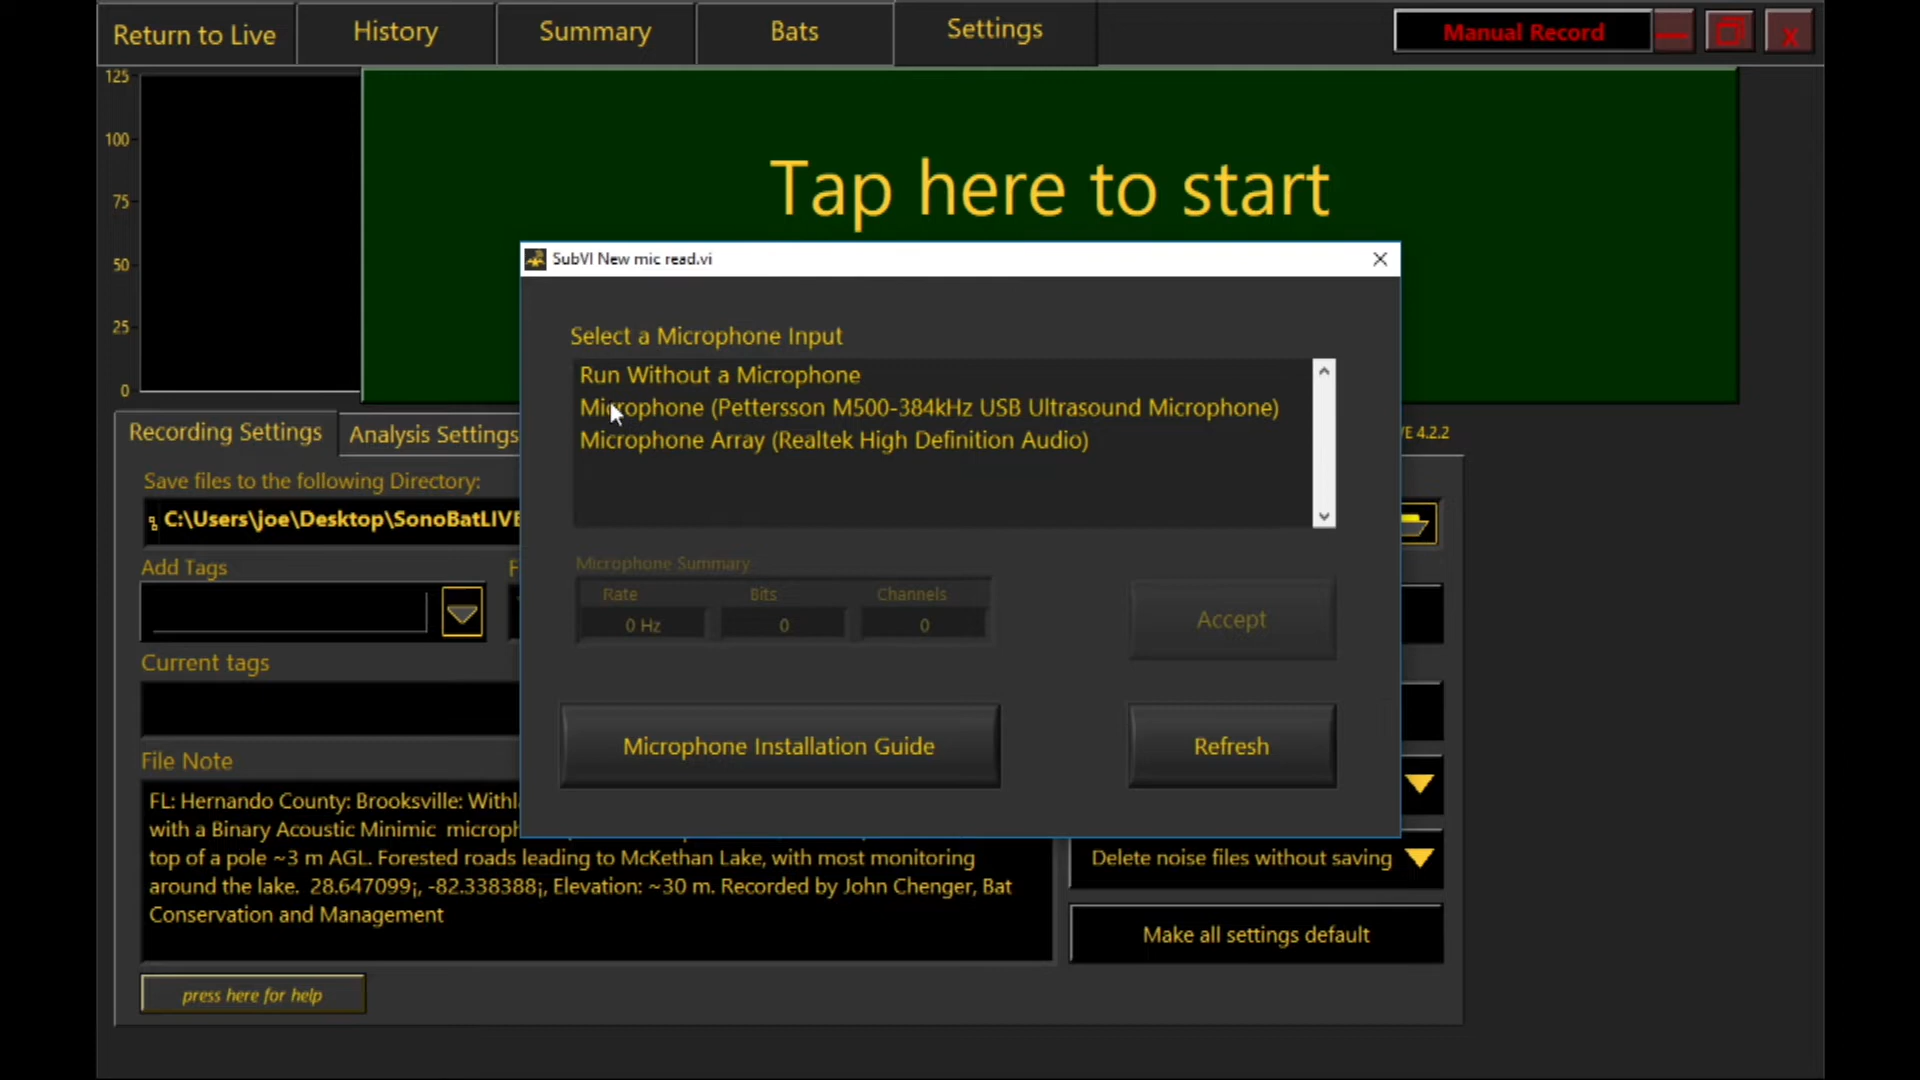 Return to Live
History
Summary
Bats
Settings
Manual Record
x
125
100
75
50
25
0
Tap here to start
SubVI New mic read.vi
Select a Microphone Input
Run Without a Microphone
Microphone (Pettersson M500-384kHz USB Ultrasound Microphone)
Microphone Array (Realtek High Definition Audio)
Microphone Summary
Rate
Bits
Channels
0 Hz
0
0
Accept
Microphone Installation Guide
Refresh
Recording Settings
Analysis Settings
E 4.2.2
Save files to the following Directory:
C:\Users\joe\Desktop\SonoBatLIVE
Add Tags
F
Current tags
File Note
FL: Hernando County: Brooksville: Withl
with a Binary Acoustic Minimic microph
top of a pole ~3 m AGL. Forested roads leading to McKethan Lake, with most monitoring
around the lake. 28.647099¡, -82.338388¡, Elevation: ~30 m. Recorded by John Chenger, Bat
Conservation and Management
Delete noise files without saving
Make all settings default
press here for help